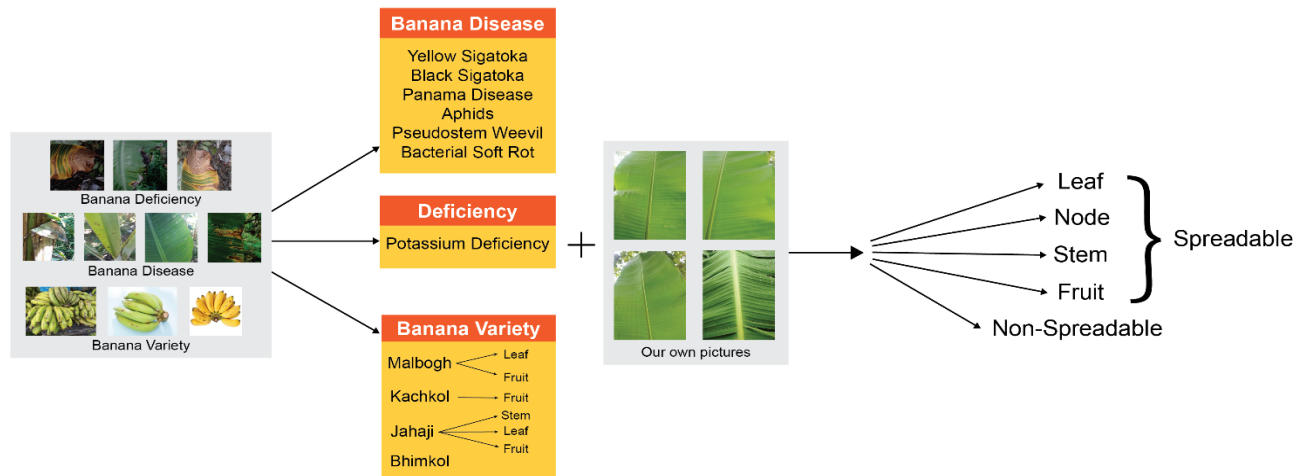 Banana Deficiency
Banana Disease
Banana Variety
Banana Disease
Yellow Sigatoka
Black Sigatoka
Panama Disease
Aphids
Pseudostem Weevil
Bacterial Soft Rot
Deficiency
Potassium Deficiency
Banana Variety
Malbogh
Leaf
Fruit
Kachkol
Fruit
Jahaji
Stem
Leaf
Fruit
Bhimkol
+
Our own pictures
Leaf
Node
Stem
Fruit
} Spreadable
Non-Spreadable